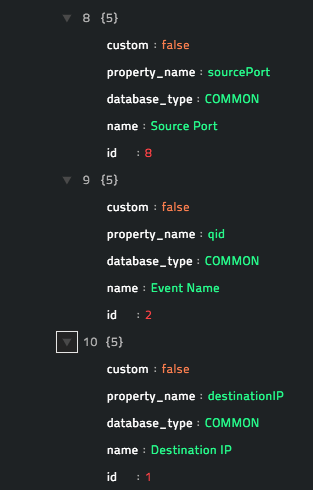 8 {5}
custom : false
property_name : sourcePort
database_type : COMMON
name : Source Port
id : 8
9 {5}
custom : false
property_name : qid
database_type : COMMON
name : Event Name
id : 2
10 {5}
custom : false
property_name : destinationIP
database_type : COMMON
name : Destination IP
id : 1